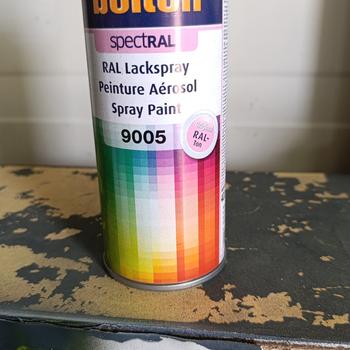 spectRAL
RAL Lackspray
Peinture Aérosol
Spray Paint
9005
RAL-
Ton